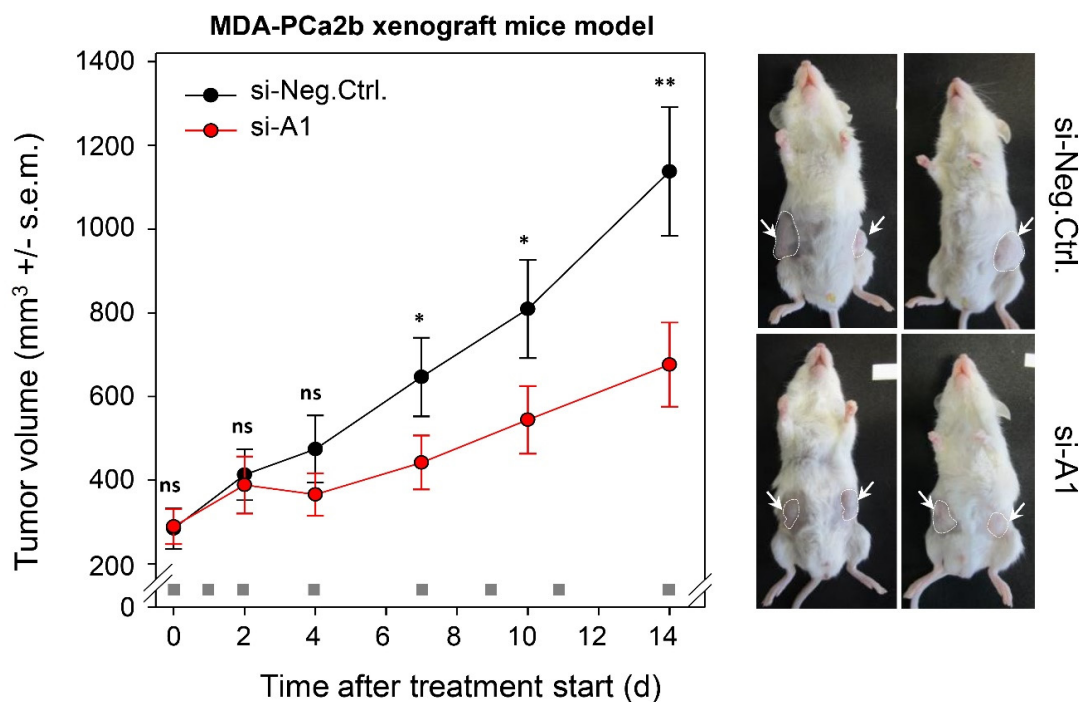 MDA-PCa2b xenograft mice model
1400
1200
1000
800
600
400
200
0
Tumor volume (mm³ +/- s.e.m.)
si-Neg.Ctrl.
si-A1
ns
ns
ns
*
*
**
0 2 4 6 8 10 12 14
Time after treatment start (d)
si-Neg.Ctrl.
si-A1